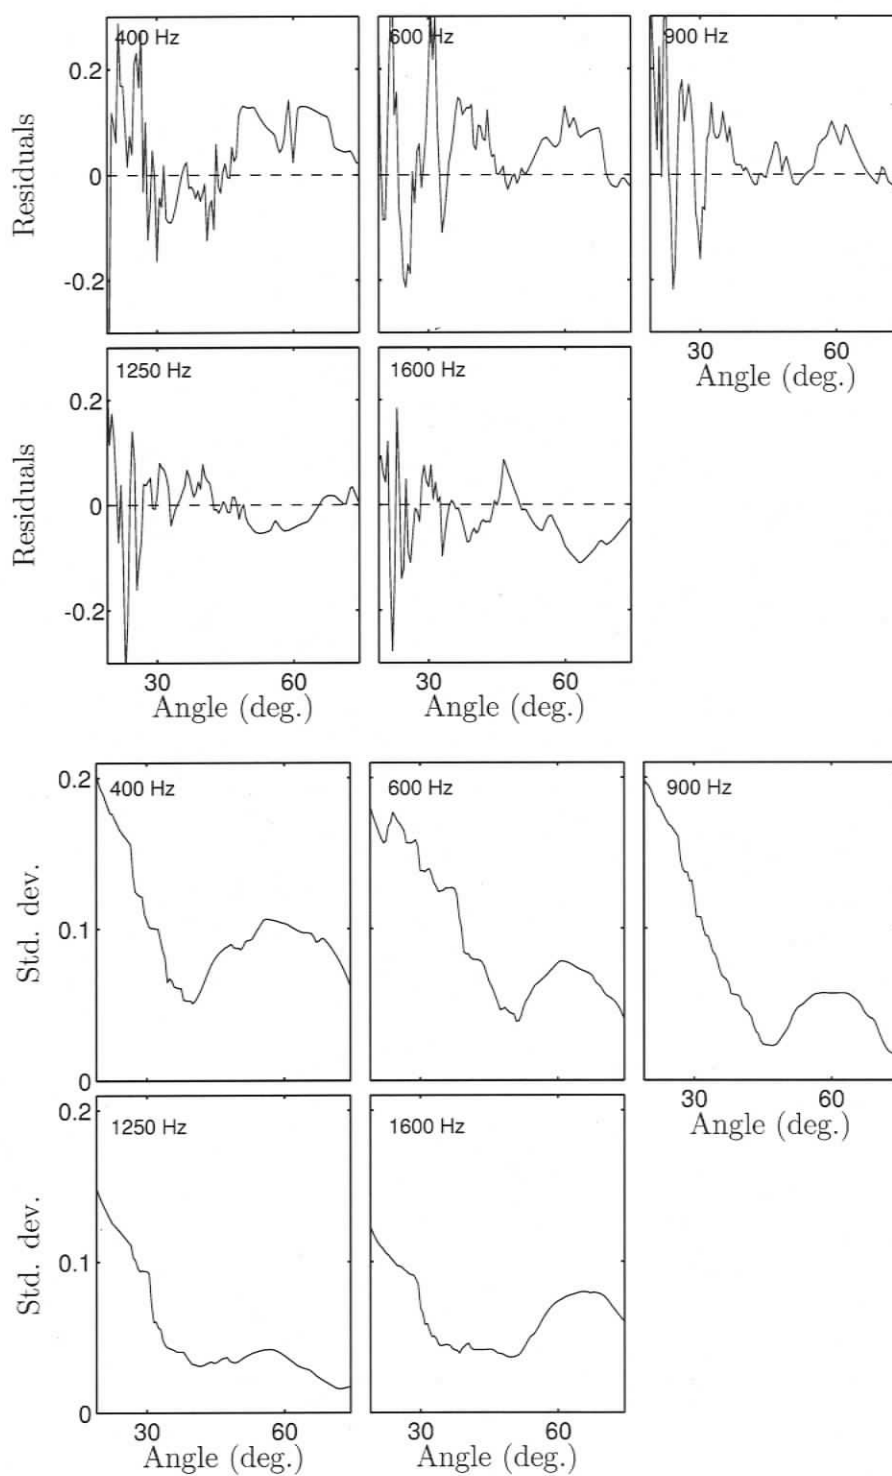 400 Hz
600 Hz
900 Hz
0.2
0
-0.2
Residuals
30
60
Angle (deg.)
1250 Hz
1600 Hz
0.2
0
-0.2
Residuals
30
60
30
60
Angle (deg.)
Angle (deg.)
400 Hz
600 Hz
900 Hz
0.2
0.1
0
Std. dev.
30
60
Angle (deg.)
1250 Hz
1600 Hz
0.2
0.1
0
Std. dev.
30
60
30
60
Angle (deg.)
Angle (deg.)